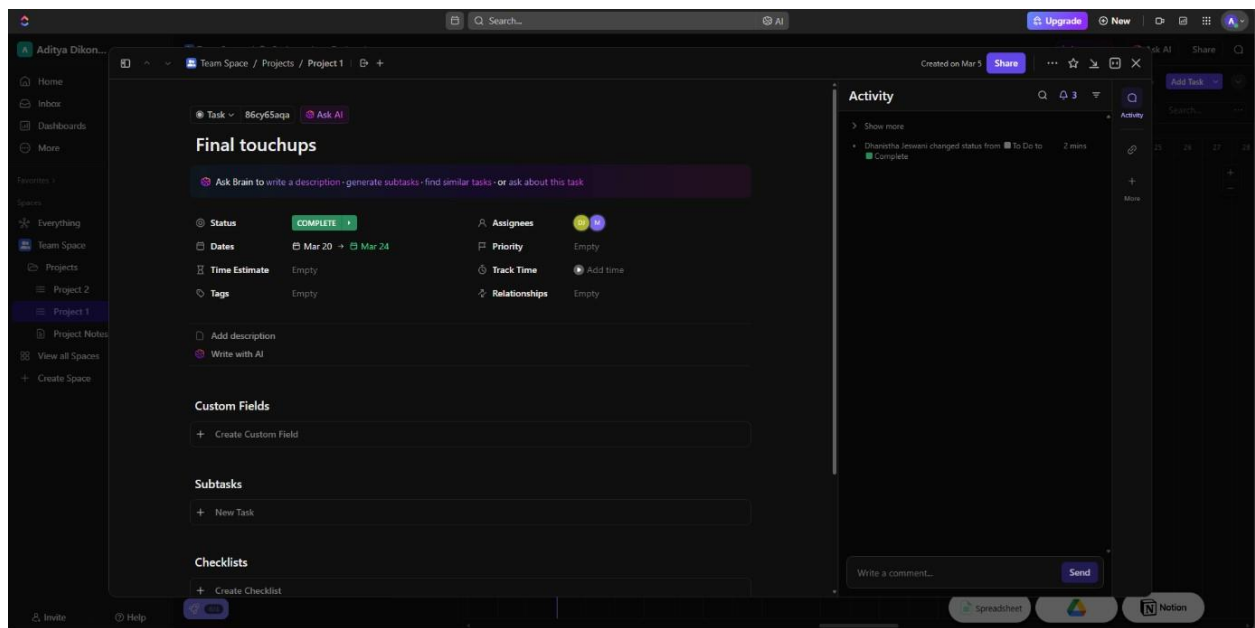 Search...
AI
Upgrade
New
A
A Aditya Dikon...
Ask AI
Share
Home
Inbox
Dashboards
More
Favorites
Spaces
Everything
Team Space
Projects
Project 2
Project 1
Project Notes
View all Spaces
Create Space
Invite
Help
Add Task
Search...
25 26 27 28
Team Space / Projects / Project 1
Created on Mar 5
Share
Task
86cy65aqa
Ask AI
Final touchups
Ask Brain to write a description · generate subtasks · find similar tasks · or ask about this task
Status
COMPLETE
Assignees
DJ M
Dates
Mar 20 → Mar 24
Priority
Empty
Time Estimate
Empty
Track Time
Add time
Tags
Empty
Relationships
Empty
Add description
Write with AI
Custom Fields
+ Create Custom Field
Subtasks
+ New Task
Checklists
+ Create Checklist
Activity
3
Show more
Dhanistha Jeswani changed status from To Do to
Complete
2 mins
Write a comment...
Send
Activity
More
Spreadsheet
Notion